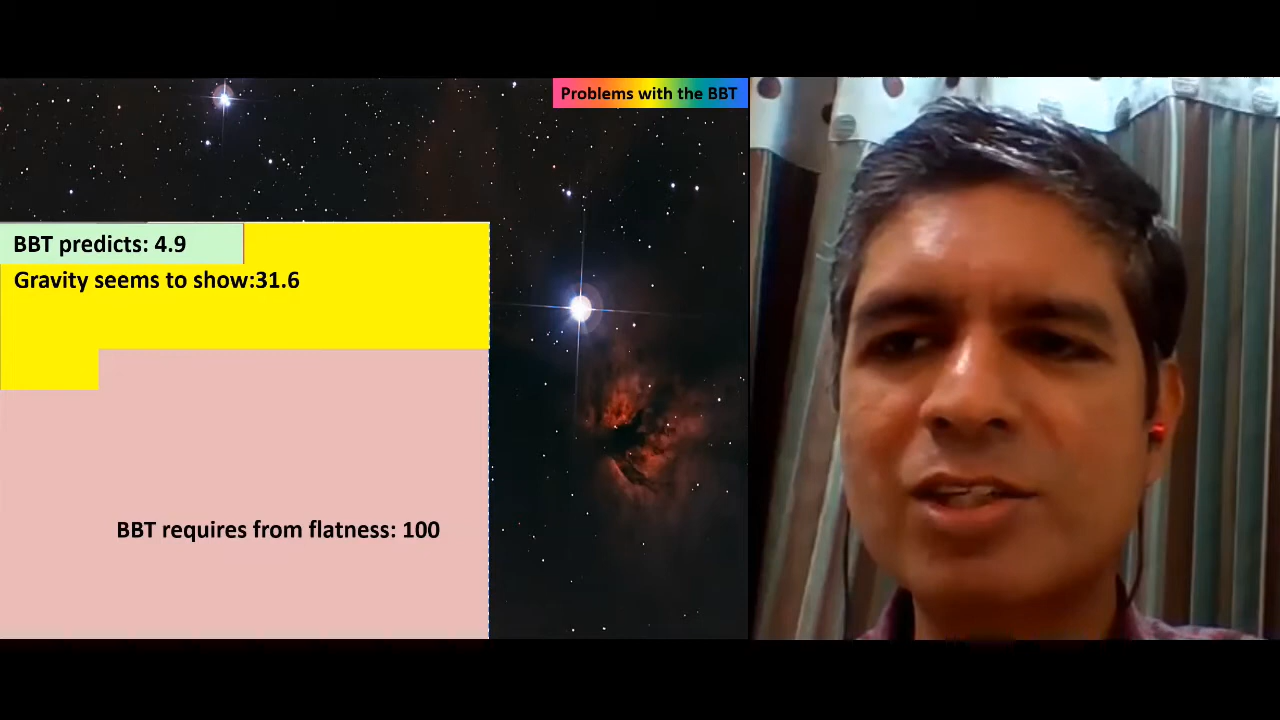 Problems with the BBT
BBT predicts: 4.9
Gravity seems to show:31.6
BBT requires from flatness: 100